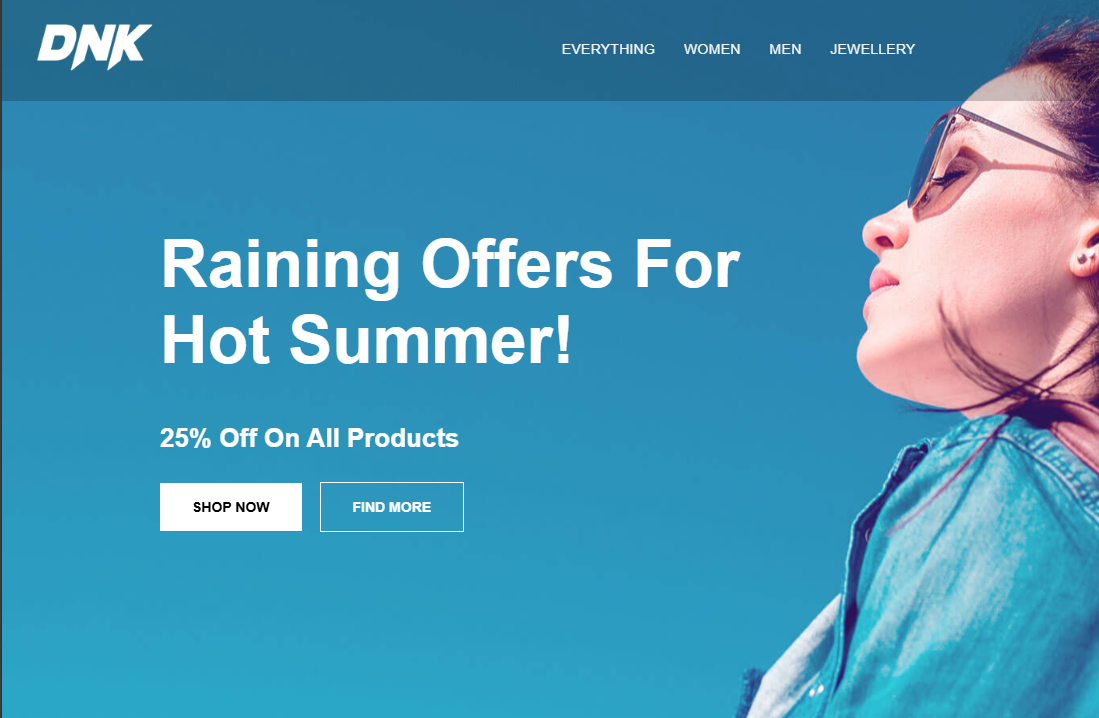 DNK
EVERYTHING WOMEN MEN JEWELLERY
Raining Offers For
Hot Summer!
25% Off On All Products
SHOP NOW FIND MORE